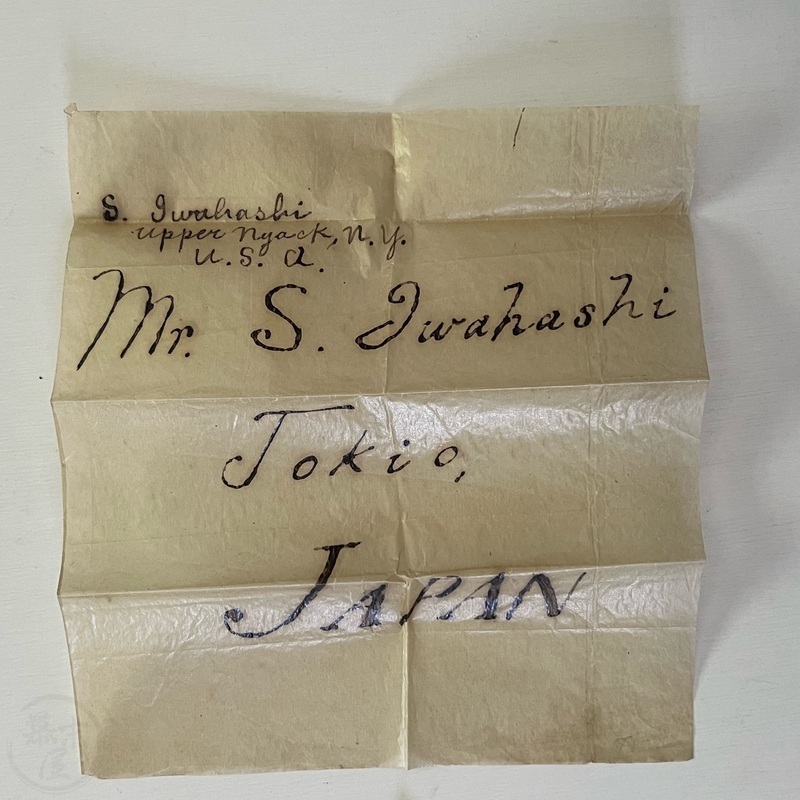 S. Iwahashi
Upper Nyack, N.Y.
U.S.A.
Mr. S. Iwahashi
Tokio,
JAPAN